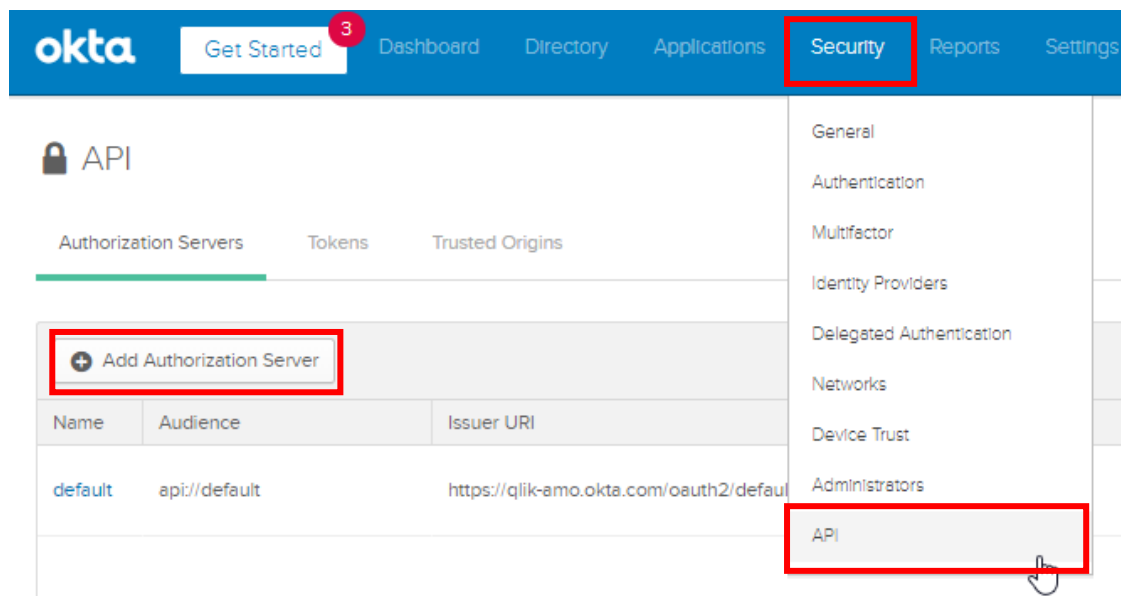 okta Get Started 3 Dashboard Directory Applications Security Reports Settings
API
Authorization Servers Tokens Trusted Origins
General
Authentication
Multifactor
Identity Providers
Delegated Authentication
Networks
Device Trust
Administrators
API
Add Authorization Server
Name Audience Issuer URI
default api://default https://qlik-amo.okta.com/oauth2/defaul